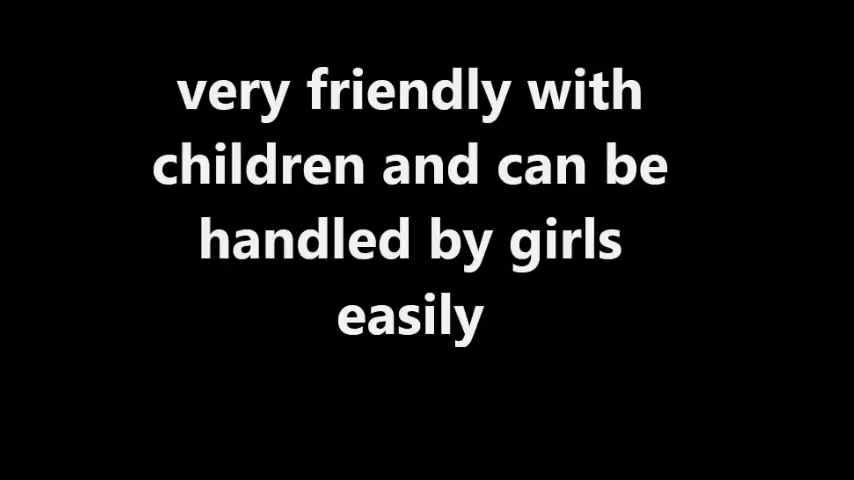 very friendly with
children and can be
handled by girls
easily